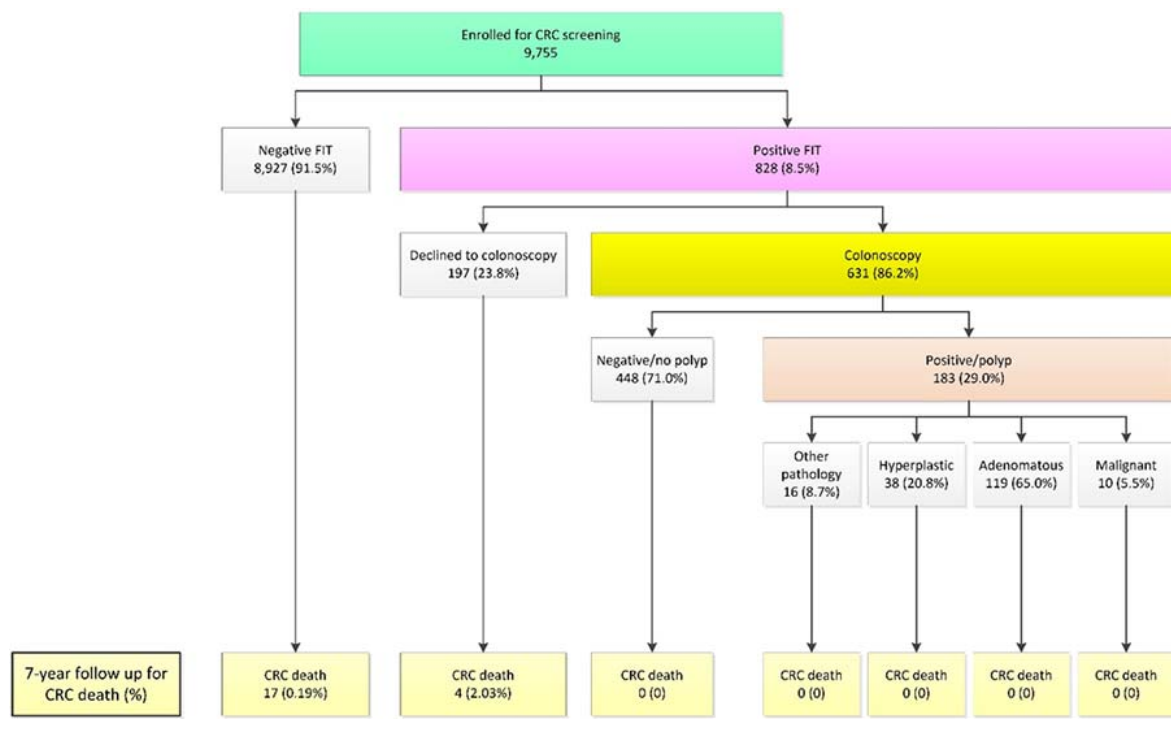 Enrolled for CRC screening
9,755
Negative FIT
8,927 (91.5%)
Positive FIT
828 (8.5%)
Declined to colonoscopy
197 (23.8%)
Colonoscopy
631 (86.2%)
Negative/no polyp
448 (71.0%)
Positive/polyp
183 (29.0%)
Other
pathology
16 (8.7%)
Hyperplastic
38 (20.8%)
Adenomatous
119 (65.0%)
Malignant
10 (5.5%)
7-year follow up for
CRC death (%)
CRC death
17 (0.19%)
CRC death
4 (2.03%)
CRC death
0 (0)
CRC death
0 (0)
CRC death
0 (0)
CRC death
0 (0)
CRC death
0 (0)